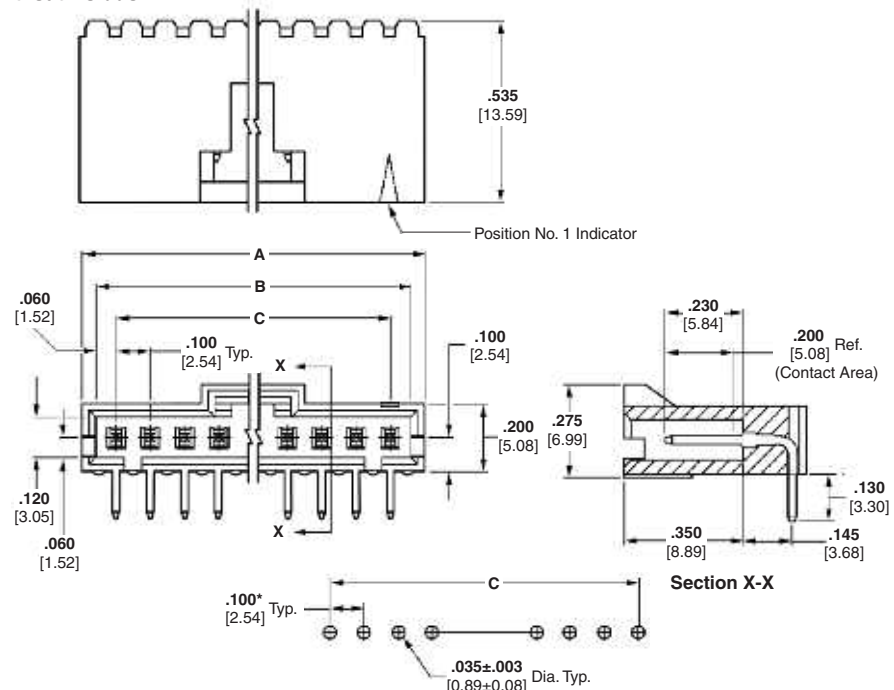 .535
[13.59]
Position No. 1 Indicator
A
B
C
.060
[1.52]
.100
[2.54] Typ.
X
.100
[2.54]
.200
[5.08]
.120
[3.05]
.060
[1.52]
X
.230
[5.84]
.200
[5.08] Ref.
(Contact Area)
.275
[6.99]
.130
[3.30]
.350
[8.89]
.145
[3.68]
Section X-X
C
.100*
[2.54] Typ.
.035±.003
[0.89±0.08] Dia. Typ.